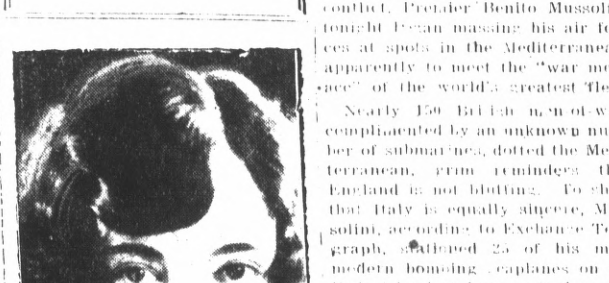 conflict, Premier Benito Mussol
tonight began massing his air fo
ces at spots in the Mediterranea
apparently to meet the "war me
ace" of the world's greatest fle
Nearly 150 British men-of-w
complimented by an unknown nu
ber of submarines, dotted the Me
terranean, grim reminders th
England is not bluffing. To sh
that Italy is equally sincere, M
solini, according to Exchange Te
graph, stationed 25 of his m
modern bombing seaplanes on